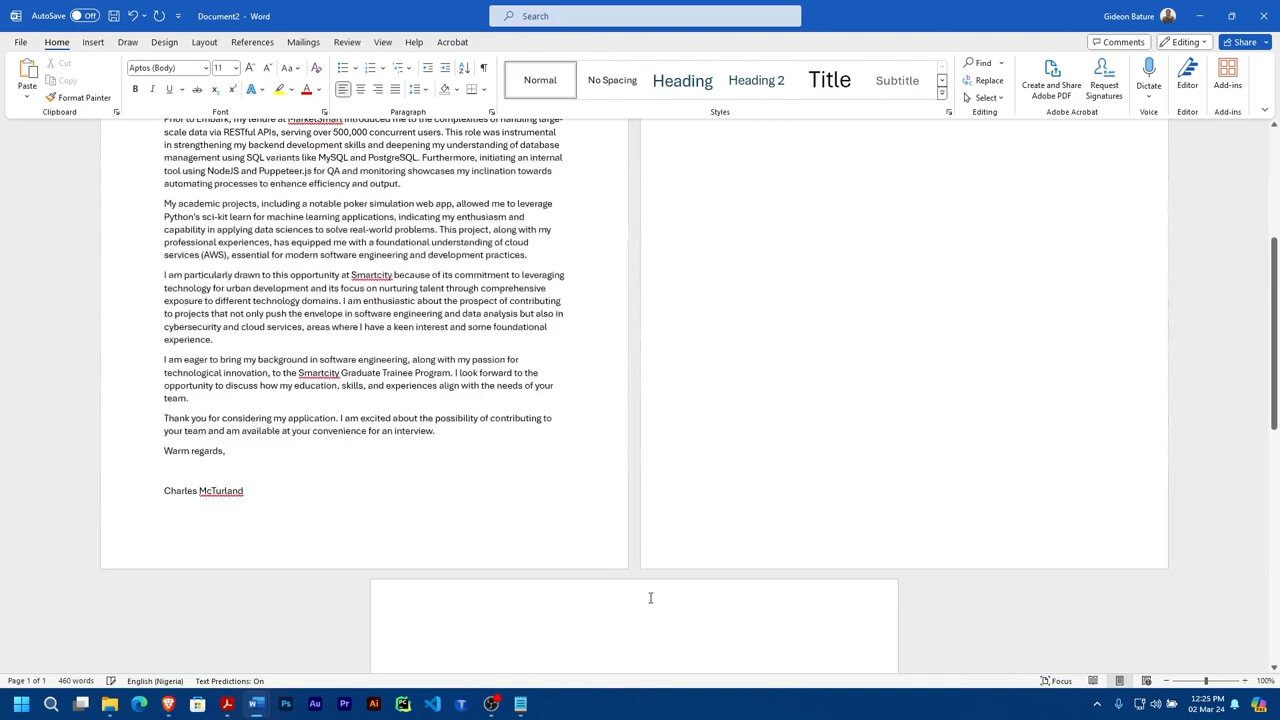 AutoSave Off Document2 - Word Search Gideon Bature
File Home Insert Draw Design Layout References Mailings Review View Help Acrobat Comments Editing Share
Paste Cut Copy Format Painter
Clipboard
Aptos (Body) 11
Font
Paragraph
Normal No Spacing Heading Heading 2 Title Subtitle
Styles
Find Replace Select
Editing
Create and Share Adobe PDF Request Signatures
Adobe Acrobat
Dictate
Voice
Editor
Editor
Add-ins
Add-ins
Prior to Embark, my tenure at MarketSmart introduced me to the complexities of handling large-
scale data via RESTful APIs, serving over 500,000 concurrent users. This role was instrumental
in strengthening my backend development skills and deepening my understanding of database
management using SQL variants like MySQL and PostgreSQL. Furthermore, initiating an internal
tool using NodeJS and Puppeteer.js for QA and monitoring showcases my inclination towards
automating processes to enhance efficiency and output.
My academic projects, including a notable poker simulation web app, allowed me to leverage
Python's sci-kit learn for machine learning applications, indicating my enthusiasm and
capability in applying data sciences to solve real-world problems. This project, along with my
professional experiences, has equipped me with a foundational understanding of cloud
services (AWS), essential for modern software engineering and development practices.
I am particularly drawn to this opportunity at Smartcity because of its commitment to leveraging
technology for urban development and its focus on nurturing talent through comprehensive
exposure to different technology domains. I am enthusiastic about the prospect of contributing
to projects that not only push the envelope in software engineering and data analysis but also in
cybersecurity and cloud services, areas where I have a keen interest and some foundational
experience.
I am eager to bring my background in software engineering, along with my passion for
technological innovation, to the Smartcity Graduate Trainee Program. I look forward to the
opportunity to discuss how my education, skills, and experiences align with the needs of your
team.
Thank you for considering my application. I am excited about the possibility of contributing to
your team and am available at your convenience for an interview.
Warm regards,
Charles McTurland
Page 1 of 1 460 words English (Nigeria) Text Predictions: On Focus 100%
12:25 PM
02 Mar 24